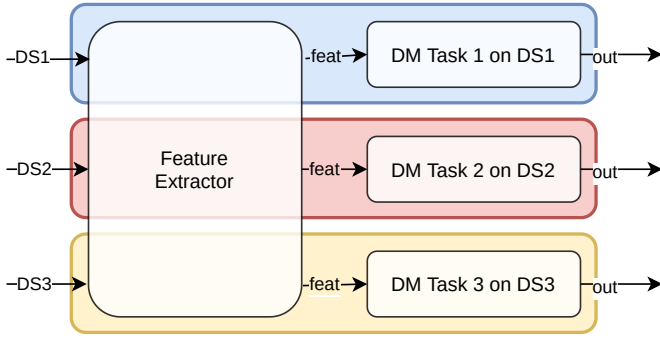 DS1
feat
DM Task 1 on DS1
out
DS2
Feature
Extractor
feat
DM Task 2 on DS2
out
DS3
feat
DM Task 3 on DS3
out